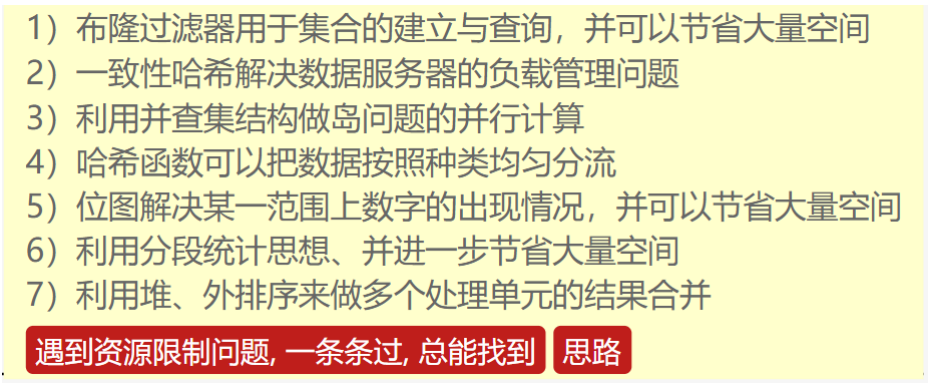 1）布隆过滤器用于集合的建立与查询，并可以节省大量空间
2）一致性哈希解决数据服务器的负载管理问题
3）利用并查集结构做岛问题的并行计算
4）哈希函数可以把数据按照种类均匀分流
5）位图解决某一范围上数字的出现情况，并可以节省大量空间
6）利用分段统计思想、并进一步节省大量空间
7）利用堆、外排序来做多个处理单元的结果合并
遇到资源限制问题, 一条条过, 总能找到 思路